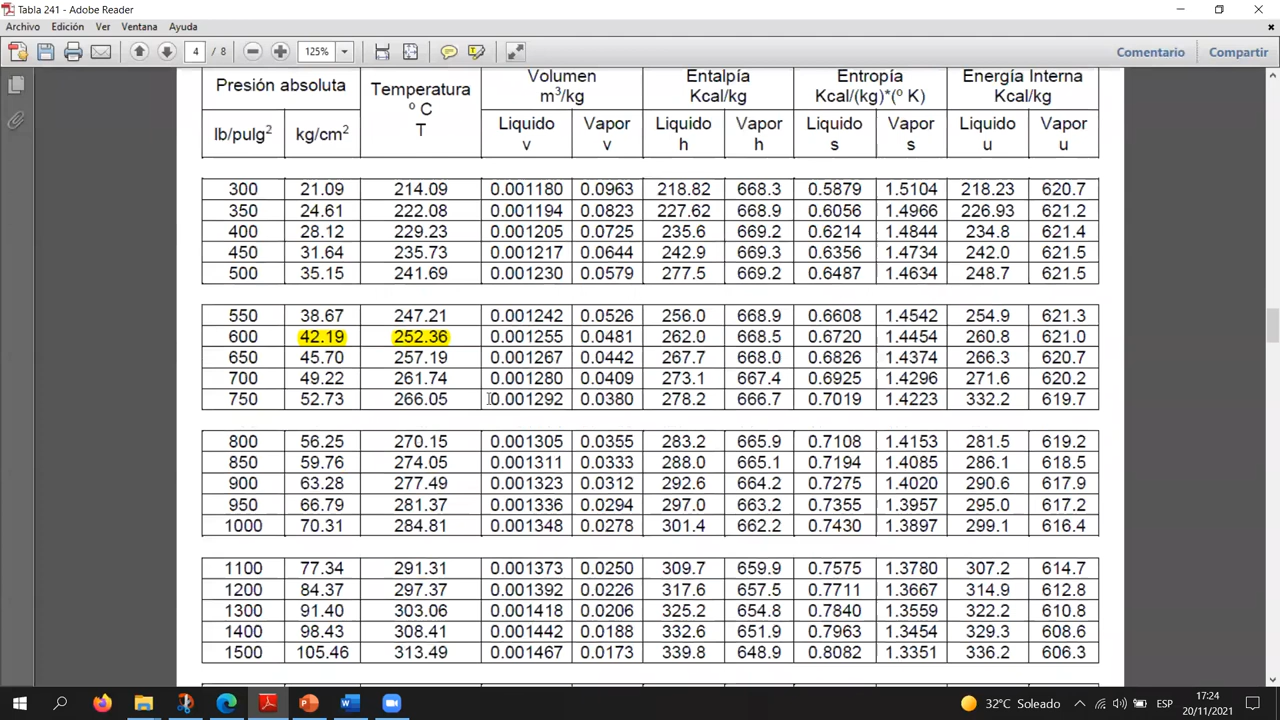 Tabla 241 - Adobe Reader
Archivo Edición Ver Ventana Ayuda
4 / 8 125% Comentario Compartir
Presión absoluta Temperatura º C T Volumen m³/kg Entalpía Kcal/kg Entropía Kcal/(kg)*(º K) Energía Interna Kcal/kg
lb/pulg² kg/cm² Liquido v Vapor v Liquido h Vapor h Liquido s Vapor s Liquido u Vapor u
300 21.09 214.09 0.001180 0.0963 218.82 668.3 0.5879 1.5104 218.23 620.7
350 24.61 222.08 0.001194 0.0823 227.62 668.9 0.6056 1.4966 226.93 621.2
400 28.12 229.23 0.001205 0.0725 235.6 669.2 0.6214 1.4844 234.8 621.4
450 31.64 235.73 0.001217 0.0644 242.9 669.3 0.6356 1.4734 242.0 621.5
500 35.15 241.69 0.001230 0.0579 277.5 669.2 0.6487 1.4634 248.7 621.5
550 38.67 247.21 0.001242 0.0526 256.0 668.9 0.6608 1.4542 254.9 621.3
600 42.19 252.36 0.001255 0.0481 262.0 668.5 0.6720 1.4454 260.8 621.0
650 45.70 257.19 0.001267 0.0442 267.7 668.0 0.6826 1.4374 266.3 620.7
700 49.22 261.74 0.001280 0.0409 273.1 667.4 0.6925 1.4296 271.6 620.2
750 52.73 266.05 0.001292 0.0380 278.2 666.7 0.7019 1.4223 332.2 619.7
800 56.25 270.15 0.001305 0.0355 283.2 665.9 0.7108 1.4153 281.5 619.2
850 59.76 274.05 0.001311 0.0333 288.0 665.1 0.7194 1.4085 286.1 618.5
900 63.28 277.49 0.001323 0.0312 292.6 664.2 0.7275 1.4020 290.6 617.9
950 66.79 281.37 0.001336 0.0294 297.0 663.2 0.7355 1.3957 295.0 617.2
1000 70.31 284.81 0.001348 0.0278 301.4 662.2 0.7430 1.3897 299.1 616.4
1100 77.34 291.31 0.001373 0.0250 309.7 659.9 0.7575 1.3780 307.2 614.7
1200 84.37 297.37 0.001392 0.0226 317.6 657.5 0.7711 1.3667 314.9 612.8
1300 91.40 303.06 0.001418 0.0206 325.2 654.8 0.7840 1.3559 322.2 610.8
1400 98.43 308.41 0.001442 0.0188 332.6 651.9 0.7963 1.3454 329.3 608.6
1500 105.46 313.49 0.001467 0.0173 339.8 648.9 0.8082 1.3351 336.2 606.3
32°C Soleado ESP 17:24
20/11/2021